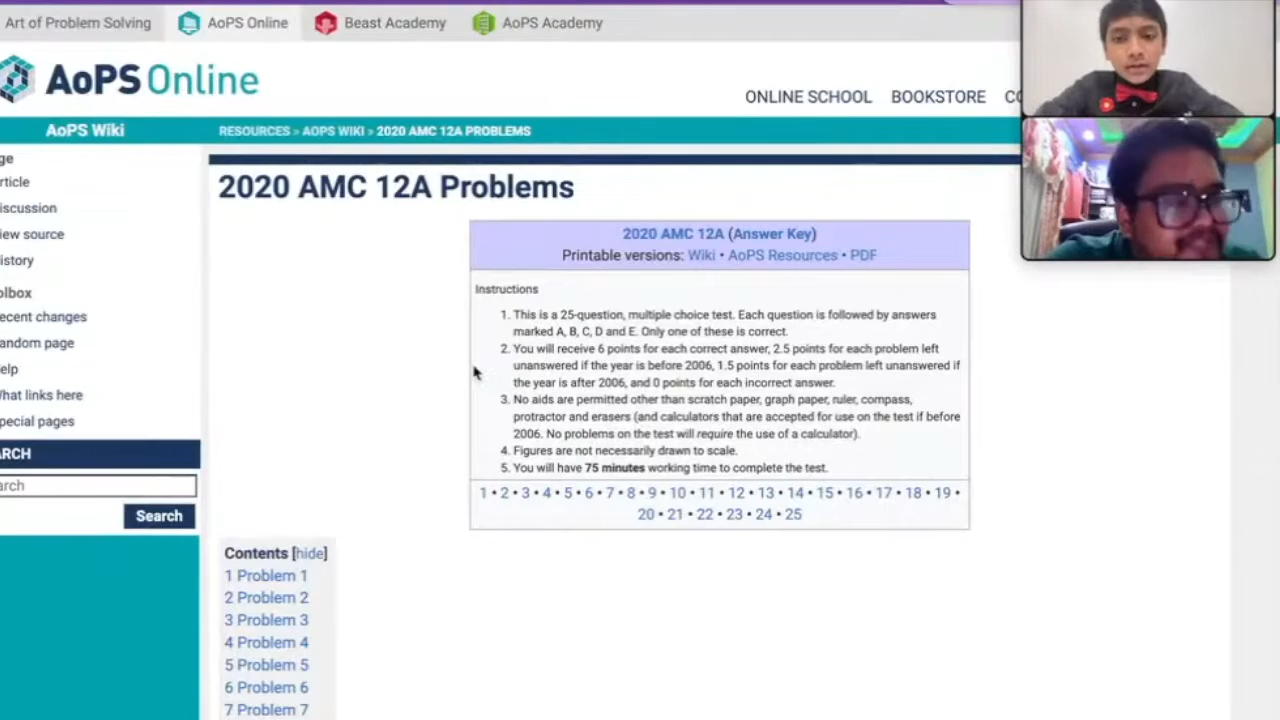 Art of Problem Solving
AoPS Online
Beast Academy
AoPS Academy
AoPS Online
ONLINE SCHOOL
BOOKSTORE
AoPS Wiki
RESOURCES » AOPS WIKI » 2020 AMC 12A PROBLEMS
ge
rticle
iscussion
iew source
istory
olbox
ecent changes
andom page
elp
hat links here
pecial pages
ARCH
arch
Search
2020 AMC 12A Problems
2020 AMC 12A (Answer Key)
Printable versions: Wiki • AoPS Resources • PDF
Instructions
1. This is a 25-question, multiple choice test. Each question is followed by answers
marked A, B, C, D and E. Only one of these is correct.
2. You will receive 6 points for each correct answer, 2.5 points for each problem left
unanswered if the year is before 2006, 1.5 points for each problem left unanswered if
the year is after 2006, and 0 points for each incorrect answer.
3. No aids are permitted other than scratch paper, graph paper, ruler, compass,
protractor and erasers (and calculators that are accepted for use on the test if before
2006. No problems on the test will require the use of a calculator).
4. Figures are not necessarily drawn to scale.
5. You will have 75 minutes working time to complete the test.
1 • 2 • 3 • 4 • 5 • 6 • 7 • 8 • 9 • 10 • 11 • 12 • 13 • 14 • 15 • 16 • 17 • 18 • 19 •
20 • 21 • 22 • 23 • 24 • 25
Contents [hide]
1 Problem 1
2 Problem 2
3 Problem 3
4 Problem 4
5 Problem 5
6 Problem 6
7 Problem 7